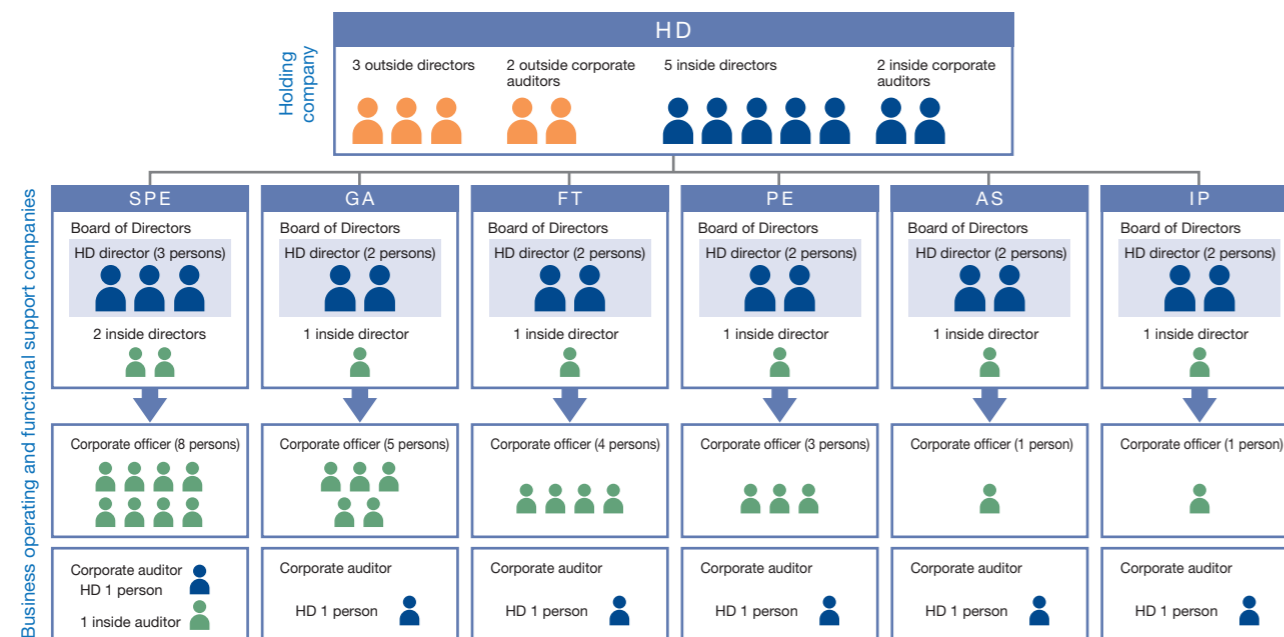 HD
Holding
company
3 outside directors
2 outside corporate
auditors
5 inside directors
2 inside corporate
auditors
Business operating and functional support companies
SPE
Board of Directors
HD director (3 persons)
2 inside directors
Corporate officer (8 persons)
Corporate auditor
HD 1 person
1 inside auditor
GA
Board of Directors
HD director (2 persons)
1 inside director
Corporate officer (5 persons)
Corporate auditor
HD 1 person
FT
Board of Directors
HD director (2 persons)
1 inside director
Corporate officer (4 persons)
Corporate auditor
HD 1 person
PE
Board of Directors
HD director (2 persons)
1 inside director
Corporate officer (3 persons)
Corporate auditor
HD 1 person
AS
Board of Directors
HD director (2 persons)
1 inside director
Corporate officer (1 person)
Corporate auditor
HD 1 person
IP
Board of Directors
HD director (2 persons)
1 inside director
Corporate officer (1 person)
Corporate auditor
HD 1 person